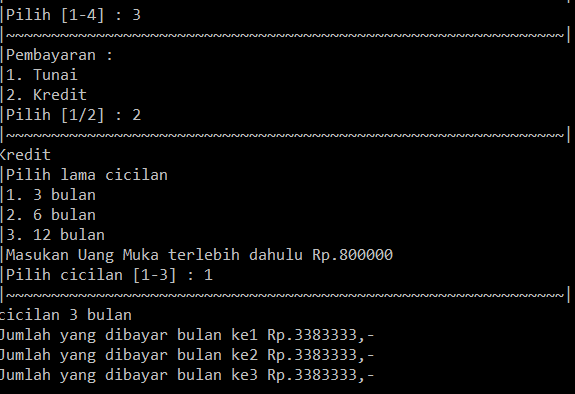 |Pilih [1-4] : 3
|~~~~~~~~~~~~~~~~~~~~~~~~~~~~~~~~~~~~~~~~~~~~~~~~~~~~~~~~~~~~~~|
|Pembayaran :
|1. Tunai
|2. Kredit
|Pilih [1/2] : 2
|~~~~~~~~~~~~~~~~~~~~~~~~~~~~~~~~~~~~~~~~~~~~~~~~~~~~~~~~~~~~~~|
Kredit
|Pilih lama cicilan
|1. 3 bulan
|2. 6 bulan
|3. 12 bulan
|Masukan Uang Muka terlebih dahulu Rp.800000
|Pilih cicilan [1-3] : 1
|~~~~~~~~~~~~~~~~~~~~~~~~~~~~~~~~~~~~~~~~~~~~~~~~~~~~~~~~~~~~~~|
cicilan 3 bulan
Jumlah yang dibayar bulan ke1 Rp.3383333,-
Jumlah yang dibayar bulan ke2 Rp.3383333,-
Jumlah yang dibayar bulan ke3 Rp.3383333,-